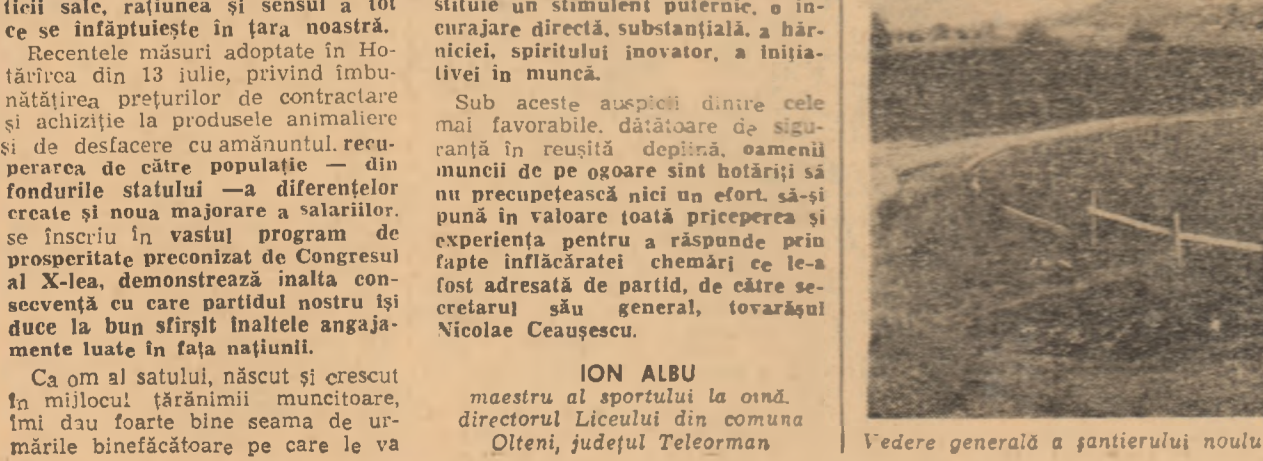 ticii sale, rațiunea și sensul a tot
ce se înfăptuiește în țara noastră.
Recentele măsuri adoptate în Ho-
tărîrea din 13 iulie, privind îmbu-
nătățirea prețurilor de contractare
și achiziție la produsele animaliere
și de desfacere cu amănuntul, recu-
perarea de către populație — din
fondurile statului —a diferențelor
create și noua majorare a salariilor,
se înscriu în vastul program de
prosperitate preconizat de Congresul
al X-lea, demonstrează înalta con-
secvență cu care partidul nostru își
duce la bun sfîrșit înaltele angaja-
mente luate în fața națiunii.
Ca om al satului, născut și crescut
în mijlocul țărănimii muncitoare,
îmi dau foarte bine seama de ur-
mările binefăcătoare pe care le va
stituie un stimulent puternic, o în-
curajare directă, substanțială, a hăr-
niciei, spiritului inovator, a iniția-
tivei in muncă.
Sub aceste auspicii dintre cele
mai favorabile, dătătoare de sigu-
ranță în reușită deplină, oamenii
muncii de pe ogoare sint hotărîți să
nu precupețească nici un efort, să-și
pună în valoare toată priceperea și
experiența pentru a răspunde prin
fapte înflăcăratei chemări ce le-a
fost adresată de partid, de către se-
cretarul său general, tovarășul
Nicolae Ceaușescu.
ION ALBU
maestru al sportului la oină,
directorul Liceului din comuna
Olteni, județul Teleorman
Vedere generală a șantierului noulu